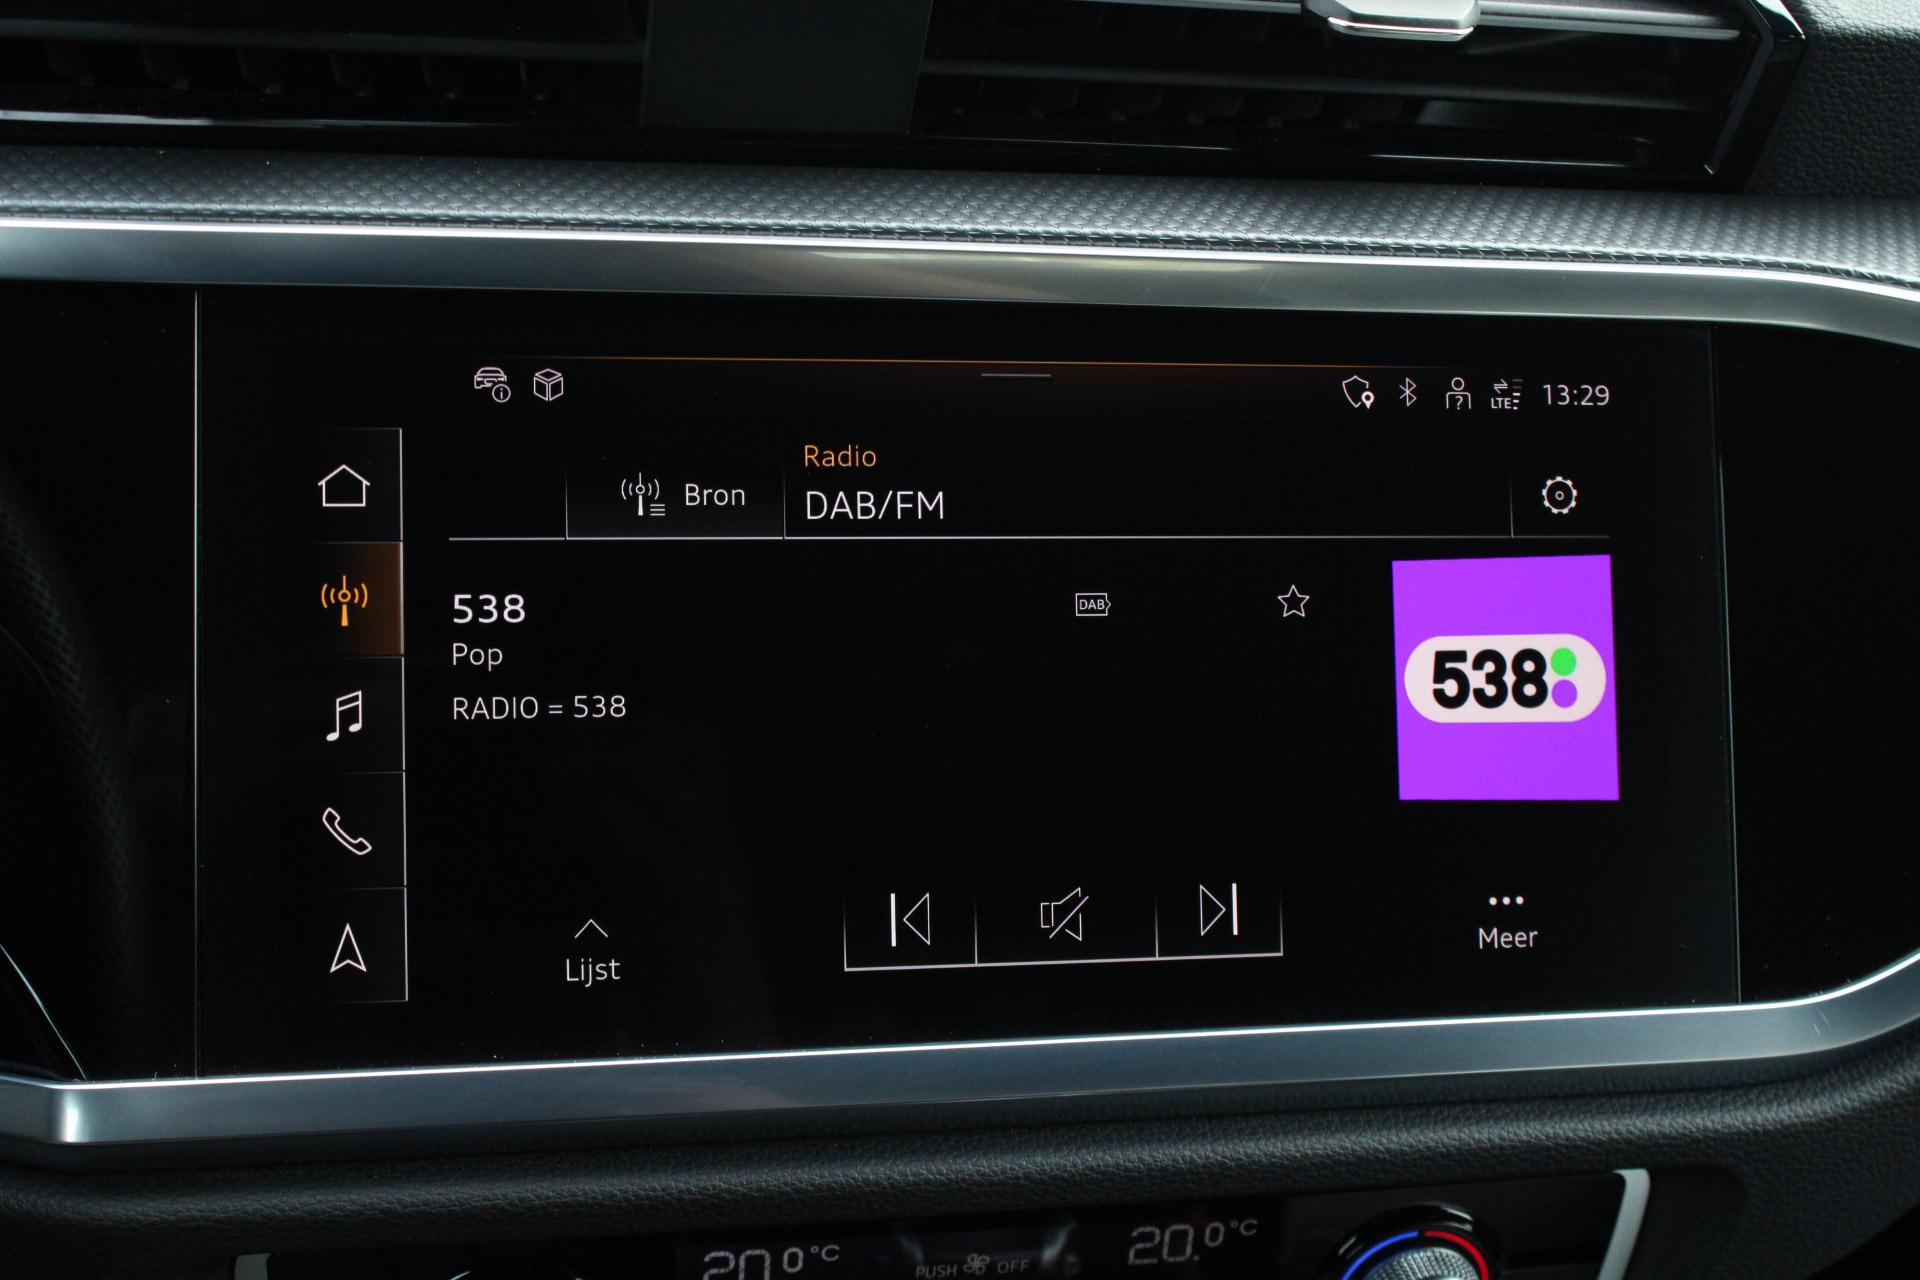 LTE 13:29
Radio
Bron DAB/FM
538 DAB
Pop
RADIO = 538
538
Lijst
Meer
20.0°C PUSH OFF 20.0°C